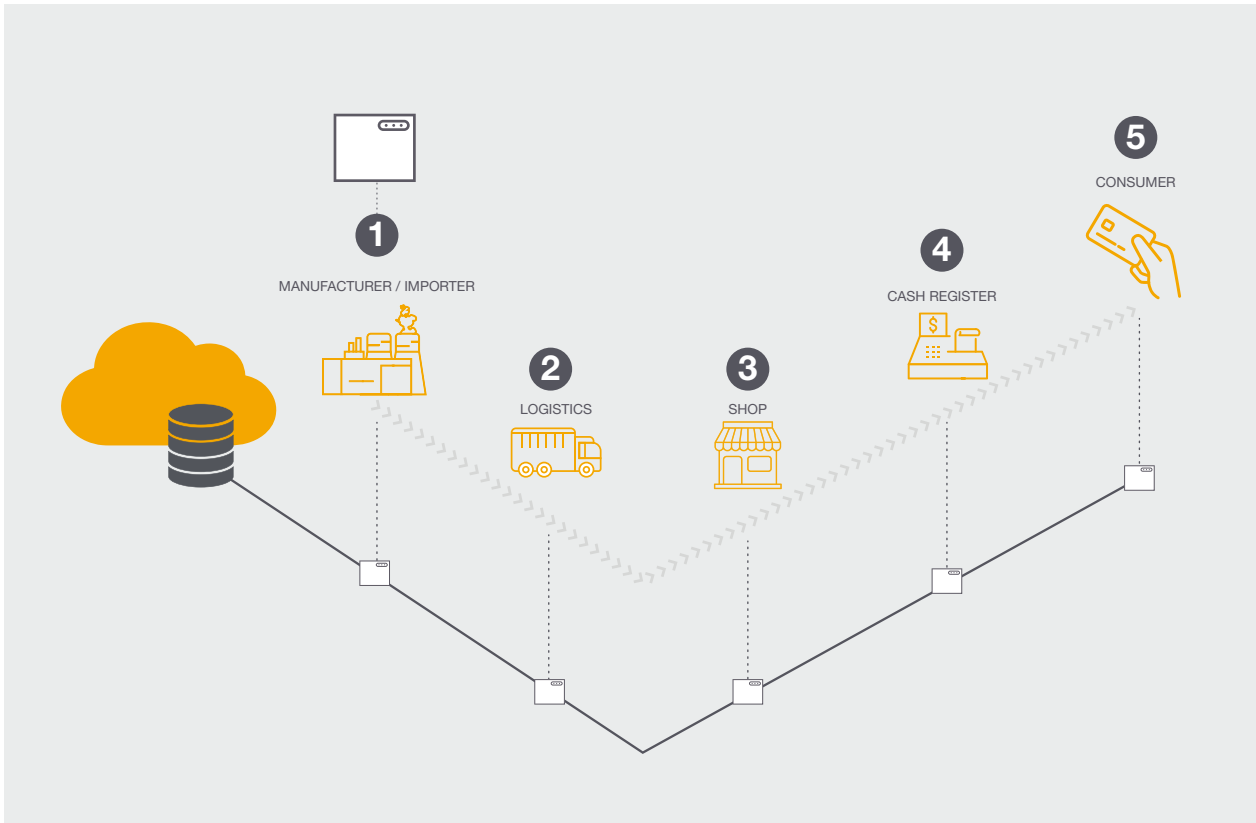 1
MANUFACTURER / IMPORTER
2
LOGISTICS
3
SHOP
4
CASH REGISTER
$
5
CONSUMER